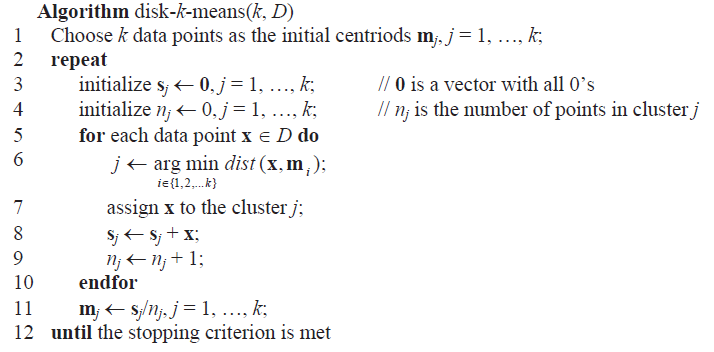 Algorithm disk-k-means(k, D)
1 Choose k data points as the initial centriods mⱼ, j = 1, …, k;
2 repeat
3 initialize sⱼ ← 0, j = 1, …, k; // 0 is a vector with all 0’s
4 initialize nⱼ ← 0, j = 1, …, k; // nⱼ is the number of points in cluster j
5 for each data point x ∈ D do
6 j ← arg min dist (x, mᵢ);
i∈{1,2,...k}
7 assign x to the cluster j;
8 sⱼ ← sⱼ + x;
9 nⱼ ← nⱼ + 1;
10 endfor
11 mⱼ ← sⱼ/nⱼ, j = 1, …, k;
12 until the stopping criterion is met